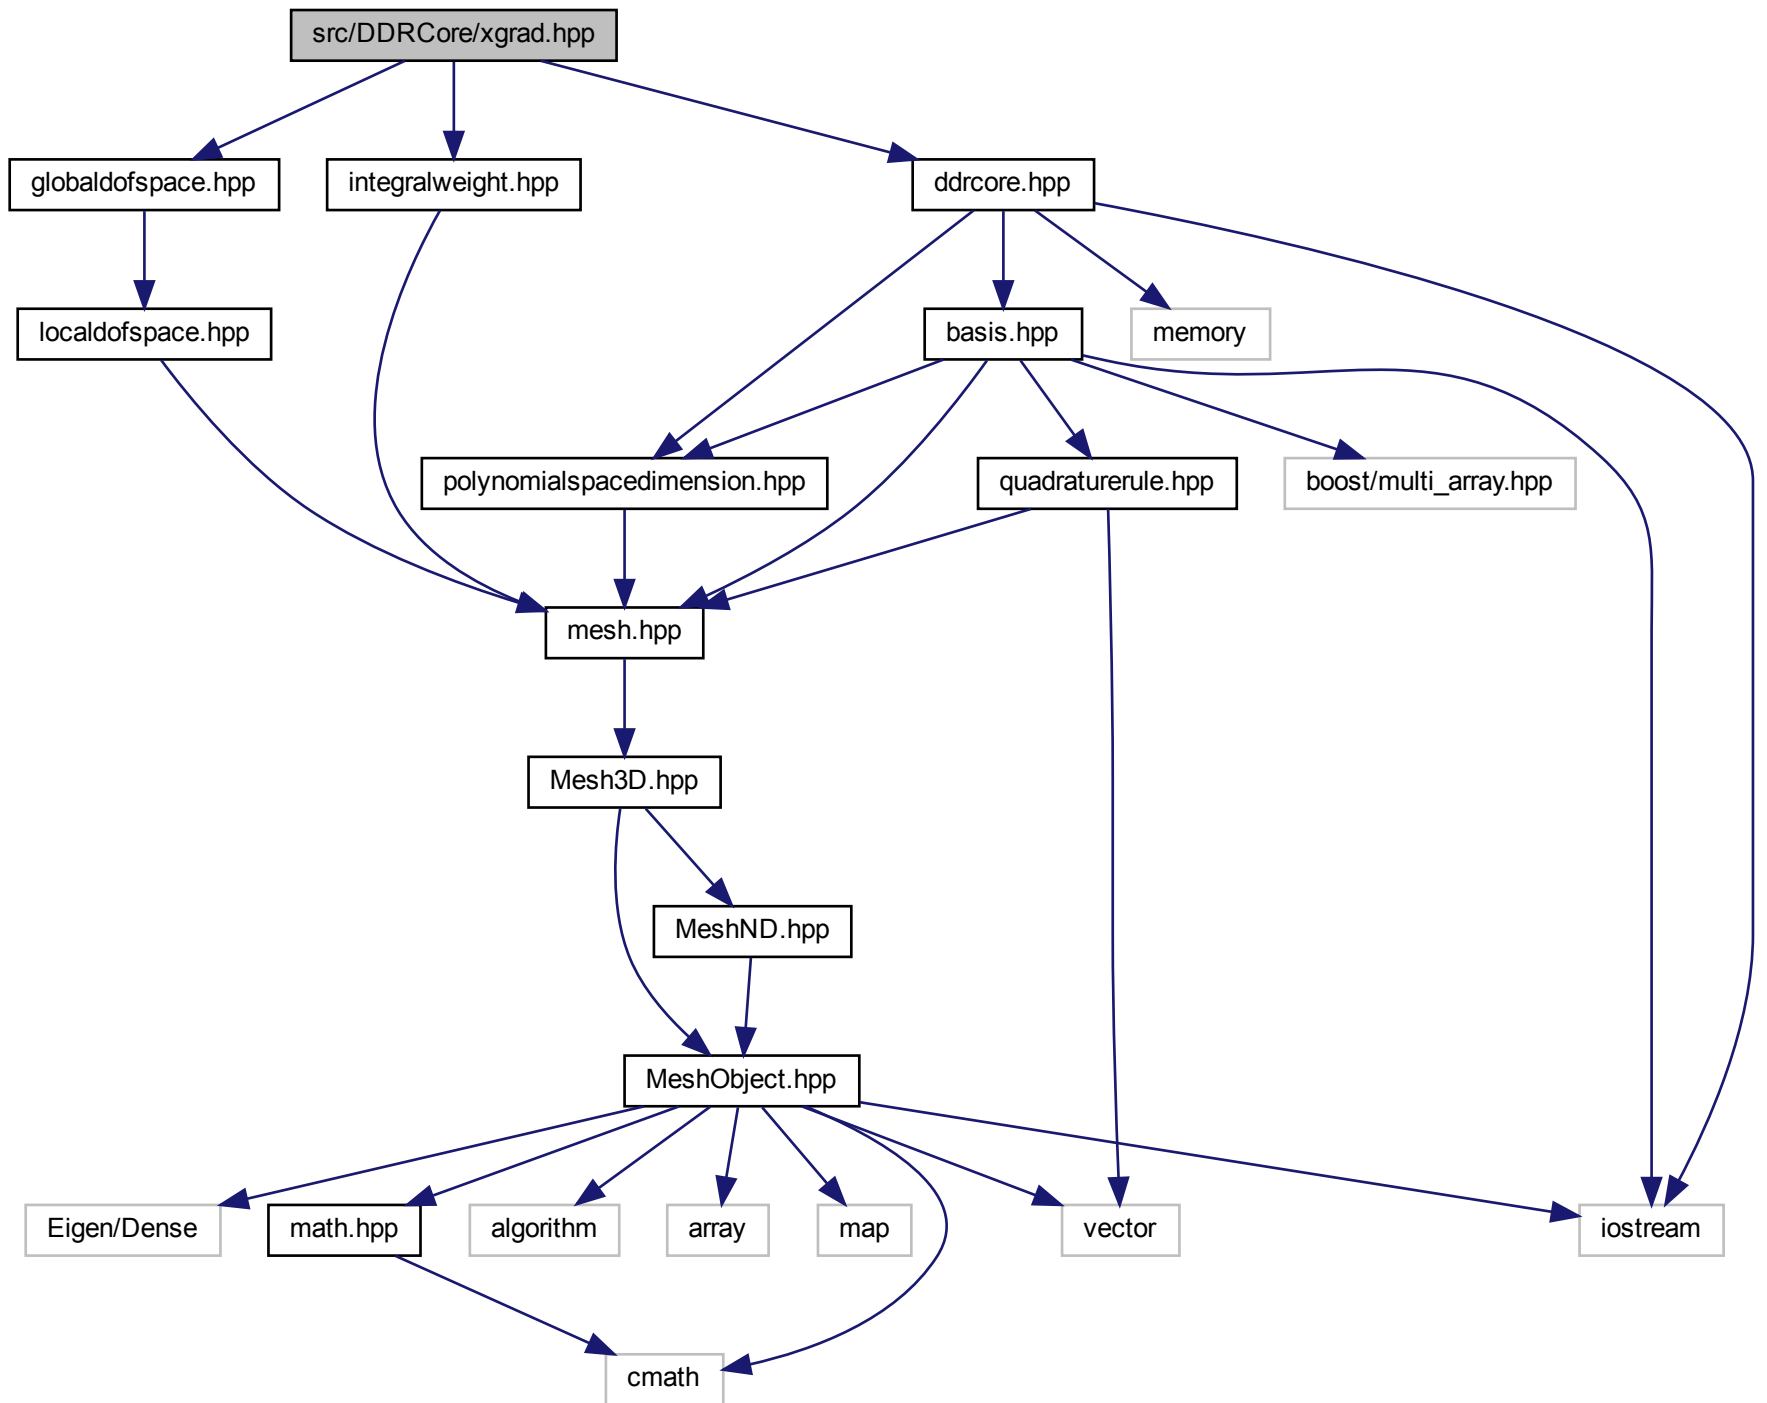 src/DDRCore/xgrad.hpp
globaldofspace.hpp
integralweight.hpp
ddrcore.hpp
localdofspace.hpp
basis.hpp
memory
polynomialspacedimension.hpp
quadraturerule.hpp
boost/multi_array.hpp
mesh.hpp
Mesh3D.hpp
MeshND.hpp
MeshObject.hpp
Eigen/Dense
math.hpp
algorithm
array
map
vector
iostream
cmath